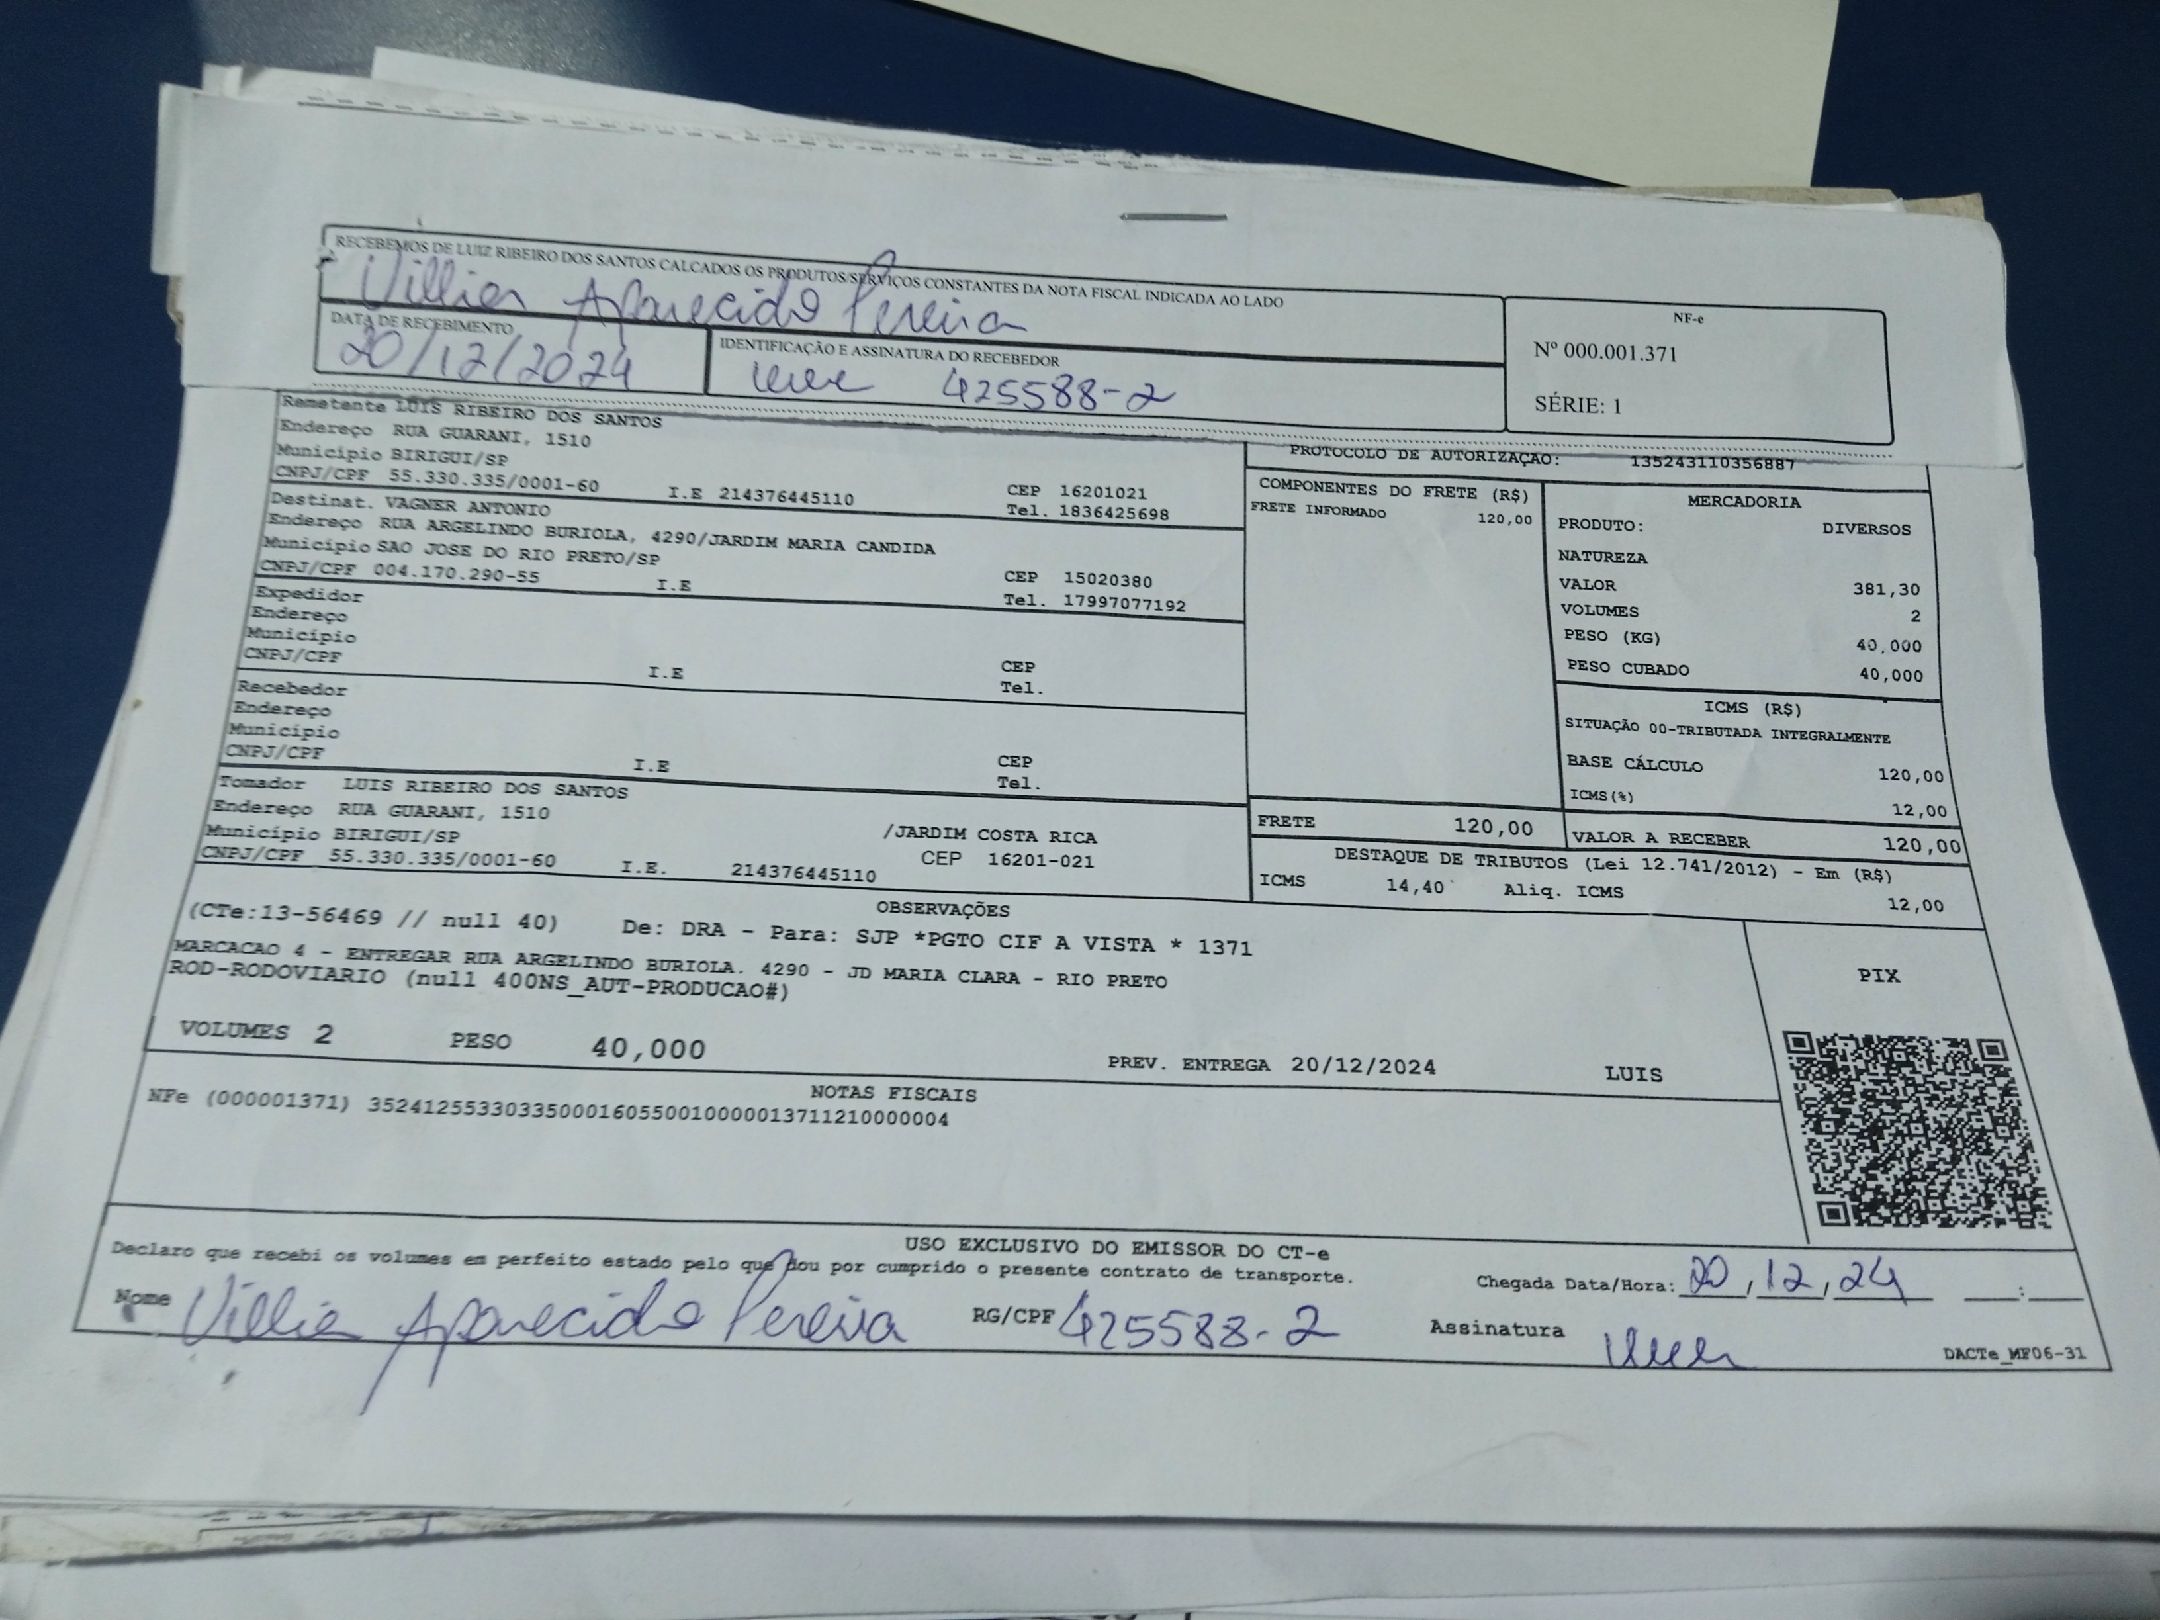 RECEBEMOS DE LUIZ RIBEIRO DOS SANTOS CALCADOS OS PRODUTOS/SERVIÇOS CONSTANTES DA NOTA FISCAL INDICADA AO LADO
Aparecido Pereira
DATA DE RECEBIMENTO
20/12/2024
IDENTIFICAÇÃO E ASSINATURA DO RECEBEDOR
425588-2
NF-e
Nº 000.001.371
SÉRIE: 1
Remetente LUIS RIBEIRO DOS SANTOS
Endereço RUA GUARANI, 1510
Município BIRIGUI/SP
CNPJ/CPF 55.330.335/0001-60 I.E 214376445110
CEP 16201021
Tel. 1836425698
Destinat. VAGNER ANTONIO
Endereço RUA ARGELINDO BURIOLA, 4290/JARDIM MARIA CANDIDA
Município SAO JOSE DO RIO PRETO/SP
CNPJ/CPF 004.170.290-55 I.E
CEP 15020380
Tel. 17997077192
Expedidor
Endereço
Município
CNPJ/CPF I.E
CEP
Tel.
Recebedor
Endereço
Município
CNPJ/CPF I.E
CEP
Tel.
Tomador LUIS RIBEIRO DOS SANTOS
Endereço RUA GUARANI, 1510 /JARDIM COSTA RICA
Município BIRIGUI/SP CEP 16201-021
CNPJ/CPF 55.330.335/0001-60 I.E. 214376445110
PROTOCOLO DE AUTORIZAÇÃO: 135243110356887
COMPONENTES DO FRETE (R$)
FRETE INFORMADO 120,00
MERCADORIA
PRODUTO: DIVERSOS
NATUREZA
VALOR 381,30
VOLUMES 2
PESO (KG) 40,000
PESO CUBADO 40,000
ICMS (R$)
SITUAÇÃO 00-TRIBUTADA INTEGRALMENTE
BASE CÁLCULO 120,00
ICMS(%) 12,00
FRETE 120,00 VALOR A RECEBER 120,00
DESTAQUE DE TRIBUTOS (Lei 12.741/2012) - Em (R$)
ICMS 14,40 Aliq. ICMS 12,00
OBSERVAÇÕES
(CTe:13-56469 // null 40) De: DRA - Para: SJP *PGTO CIF A VISTA * 1371
MARCACAO 4 - ENTREGAR RUA ARGELINDO BURIOLA. 4290 - JD MARIA CLARA - RIO PRETO
ROD-RODOVIARIO (null 400NS_AUT-PRODUCAO#)
PIX
VOLUMES 2 PESO 40,000 PREV. ENTREGA 20/12/2024 LUIS
NOTAS FISCAIS
NFe (000001371) 35241255330335000160550010000013711210000004
USO EXCLUSIVO DO EMISSOR DO CT-e
Declaro que recebi os volumes em perfeito estado pelo que dou por cumprido o presente contrato de transporte.
Chegada Data/Hora: 20,12,24 :
Nome Aparecido Pereira RG/CPF 425588-2 Assinatura
DACTe_MF06-31